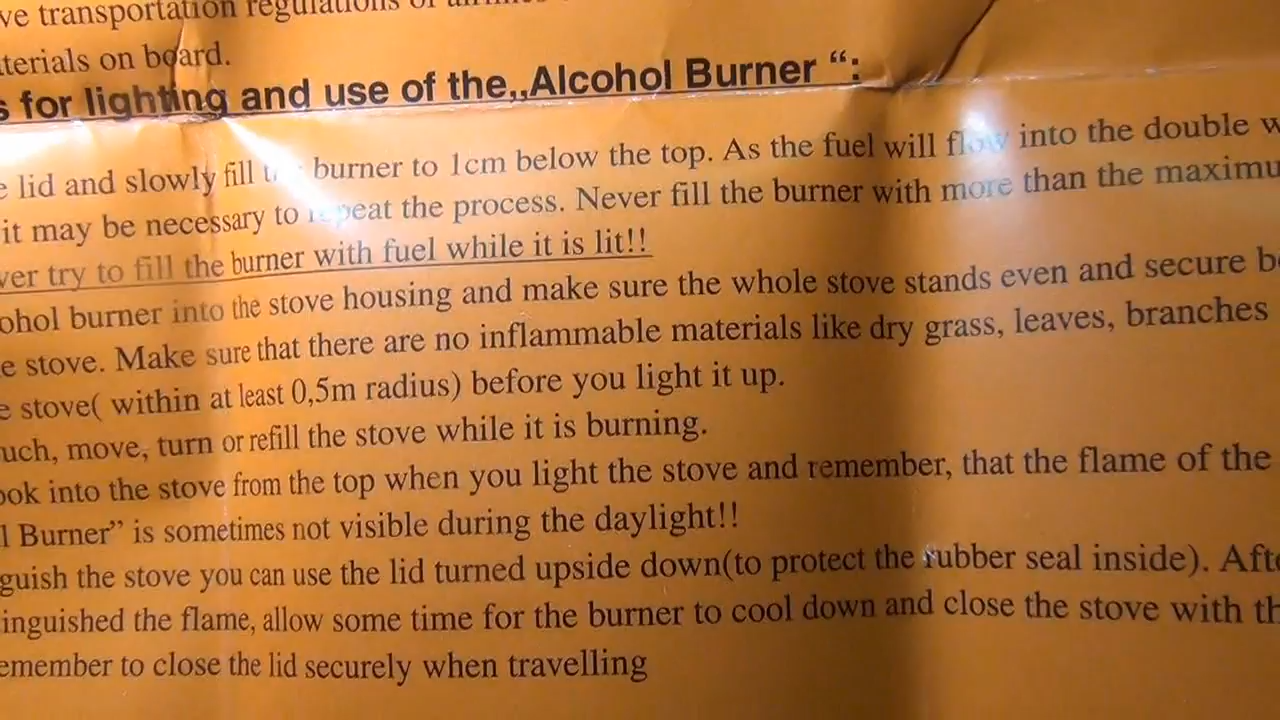 ve transportation regulations of airlines
terials on board.
s for lighting and use of the„Alcohol Burner “:
e lid and slowly fill burner to 1cm below the top. As the fuel will flow into the double w
it may be necessary to repeat the process. Never fill the burner with more than the maximu
ver try to fill the burner with fuel while it is lit!!
ohol burner into the stove housing and make sure the whole stove stands even and secure be
e stove. Make sure that there are no inflammable materials like dry grass, leaves, branches
e stove( within at least 0,5m radius) before you light it up.
uch, move, turn or refill the stove while it is burning.
ook into the stove from the top when you light the stove and remember, that the flame of the
l Burner” is sometimes not visible during the daylight!!
guish the stove you can use the lid turned upside down(to protect the rubber seal inside). Afte
inguished the flame, allow some time for the burner to cool down and close the stove with th
emember to close the lid securely when travelling